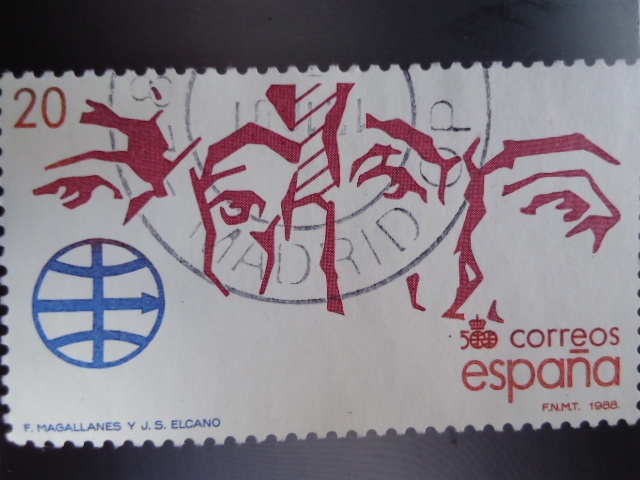 20
MADRID
500 correos
españa
F.N.M.T. 1988.
F. MAGALLANES Y J. S. ELCANO